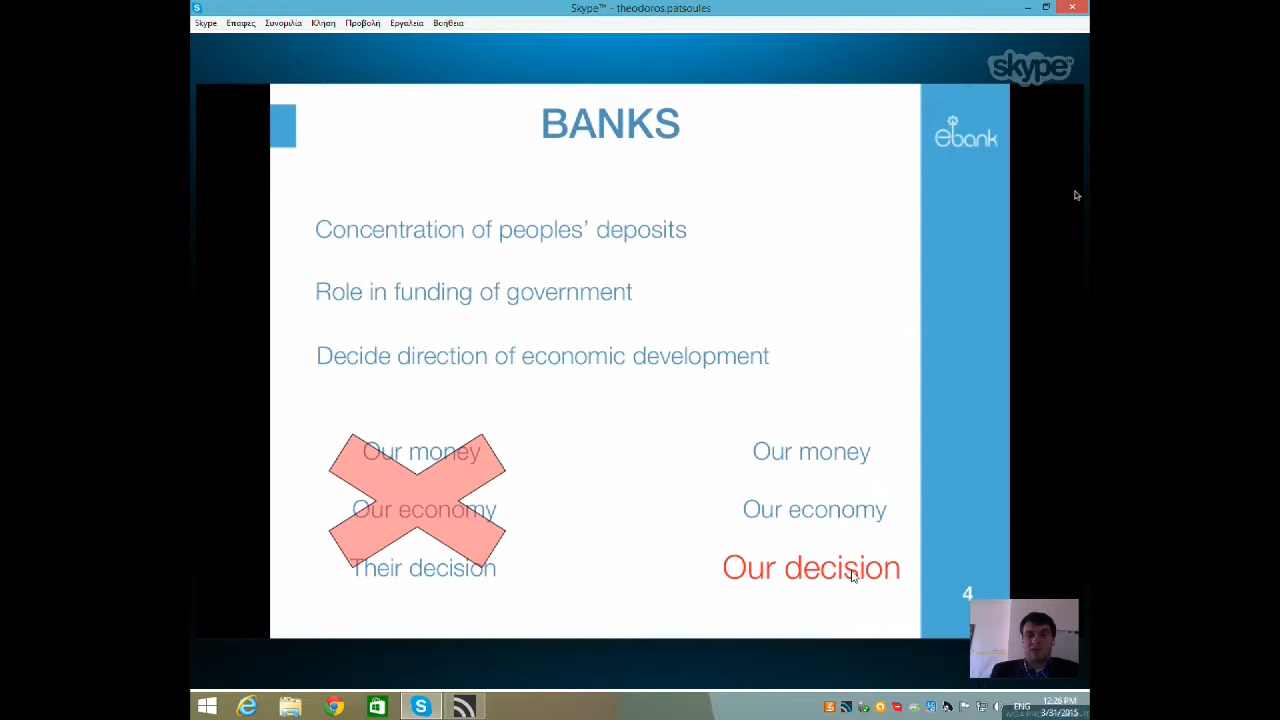 Skype™ - theodoros.patsoules
Skype Επαφές Συνομιλία Κλήση Προβολή Εργαλεία Βοήθεια
skype™
BANKS
ebank
Concentration of peoples’ deposits
Role in funding of government
Decide direction of economic development
Our money
Our economy
Their decision
Our money
Our economy
Our decision
4
ENG
12:26 PM
3/31/2015